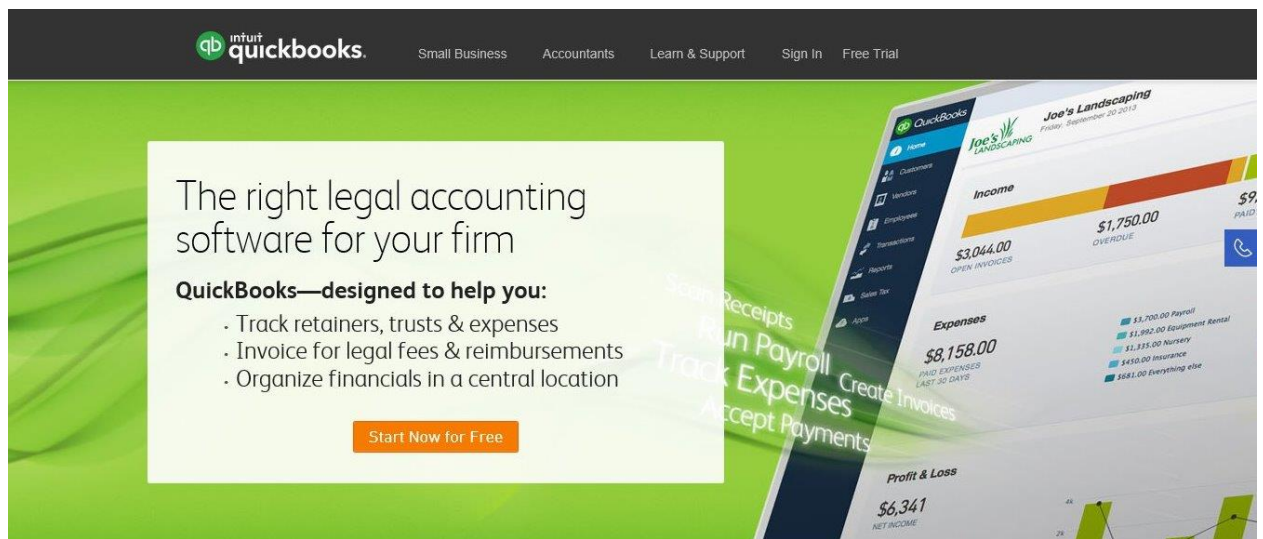 intuit
quickbooks.
Small Business
Accountants
Learn & Support
Sign In
Free Trial
The right legal accounting
software for your firm
QuickBooks—designed to help you:
· Track retainers, trusts & expenses
· Invoice for legal fees & reimbursements
· Organize financials in a central location
Start Now for Free
Scan Receipts
Run Payroll
Track Expenses
Create Invoices
Accept Payments
QuickBooks
Home
Customers
Vendors
Employees
Transactions
Reports
Sales Tax
Apps
Joe's
LANDSCAPING
Joe's Landscaping
Friday, September 20 2013
Income
$3,044.00
OPEN INVOICES
$1,750.00
OVERDUE
PAID
Expenses
$8,158.00
PAID EXPENSES
LAST 30 DAYS
$3,700.00 Payroll
$1,992.00 Equipment Rental
$1,335.00 Nursery
$450.00 Insurance
$681.00 Everything else
Profit & Loss
$6,341
NET INCOME
4k
2k